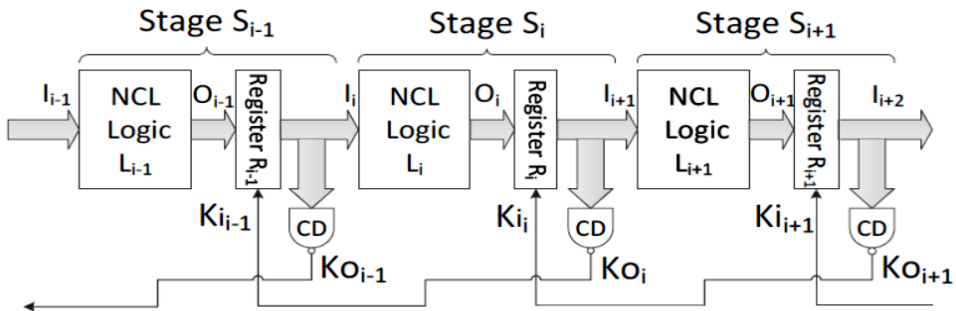 Stage Si-1 Stage Si Stage Si+1
Ii-1 NCL Logic Li-1 Oi-1 Register Ri-1 Ii NCL Logic Li Oi Register Ri Ii+1 NCL Logic Li+1 Oi+1 Register Ri+1 Ii+2
Kii-1 CD Kii CD Kii+1 CD
Koi-1 Koi Koi+1